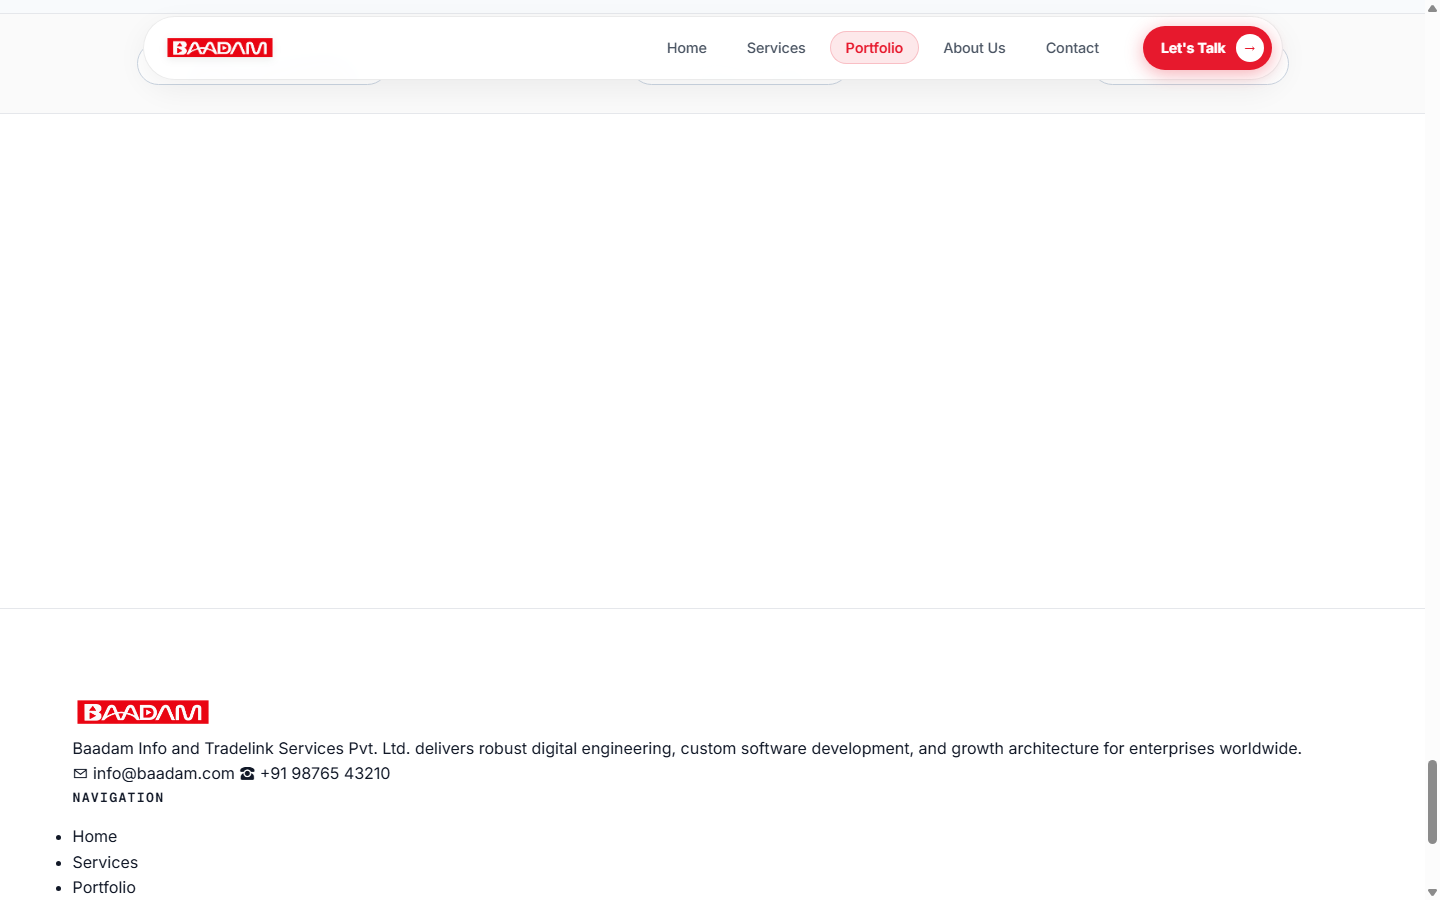 BAADAM
Home Services Portfolio About Us Contact Let's Talk →
BAADAM
Baadam Info and Tradelink Services Pvt. Ltd. delivers robust digital engineering, custom software development, and growth architecture for enterprises worldwide.
✉ info@baadam.com ☎ +91 98765 43210
NAVIGATION
• Home
• Services
• Portfolio